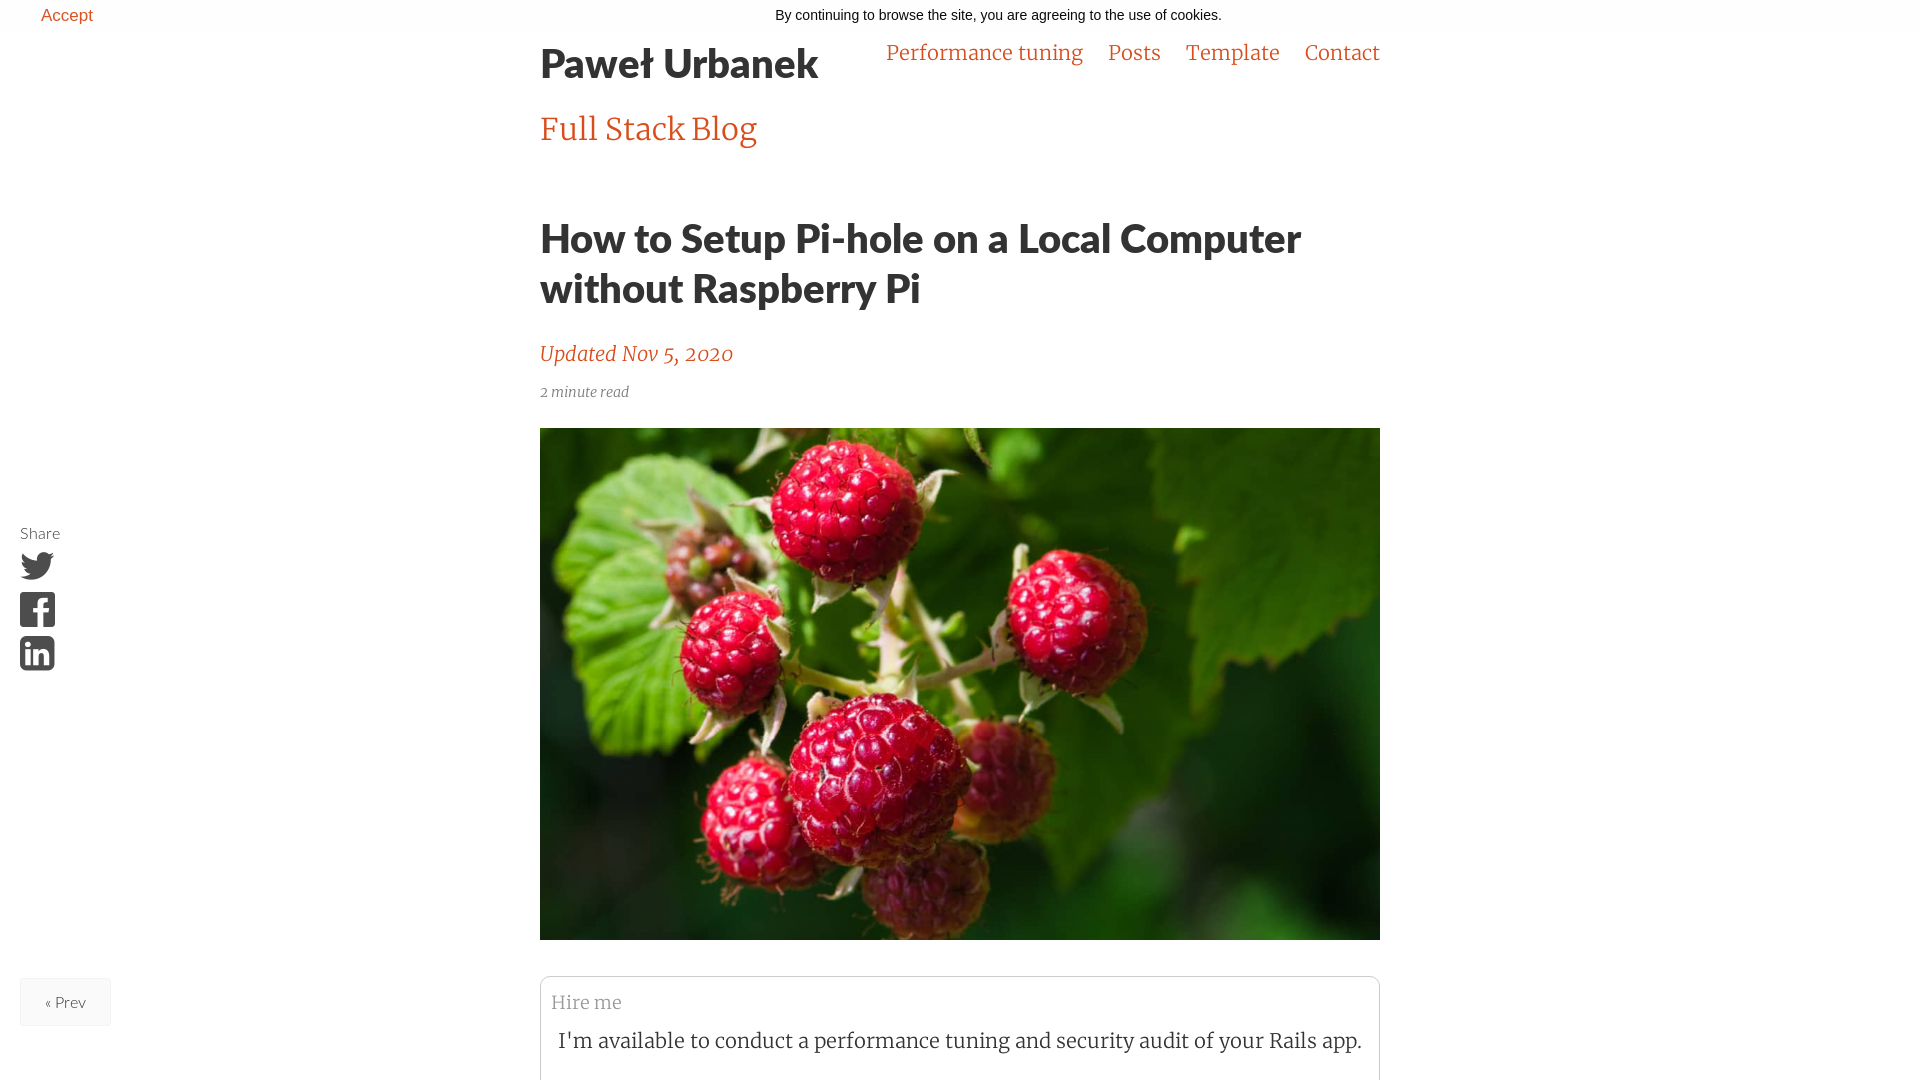 Accept
By continuing to browse the site, you are agreeing to the use of cookies.
Paweł Urbanek
Performance tuning
Posts
Template
Contact
Full Stack Blog
How to Setup Pi-hole on a Local Computer
without Raspberry Pi
Updated Nov 5, 2020
2 minute read
Share
« Prev
Hire me
I'm available to conduct a performance tuning and security audit of your Rails app.